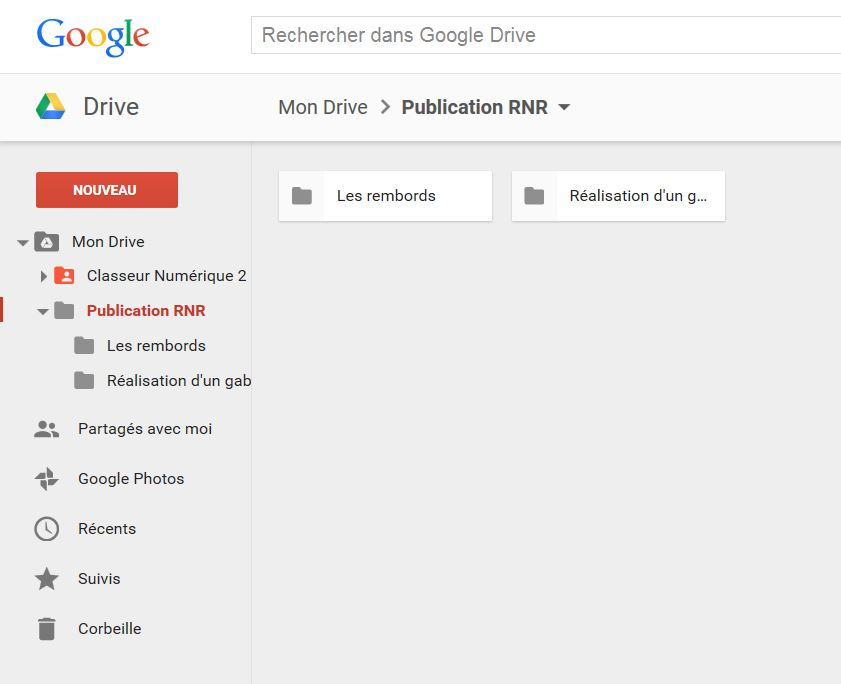 Google
Rechercher dans Google Drive
Drive
Mon Drive > Publication RNR
NOUVEAU
Les rembords
Réalisation d'un g...
Mon Drive
Classeur Numérique 2
Publication RNR
Les rembords
Réalisation d'un gab
Partagés avec moi
Google Photos
Récents
Suivis
Corbeille